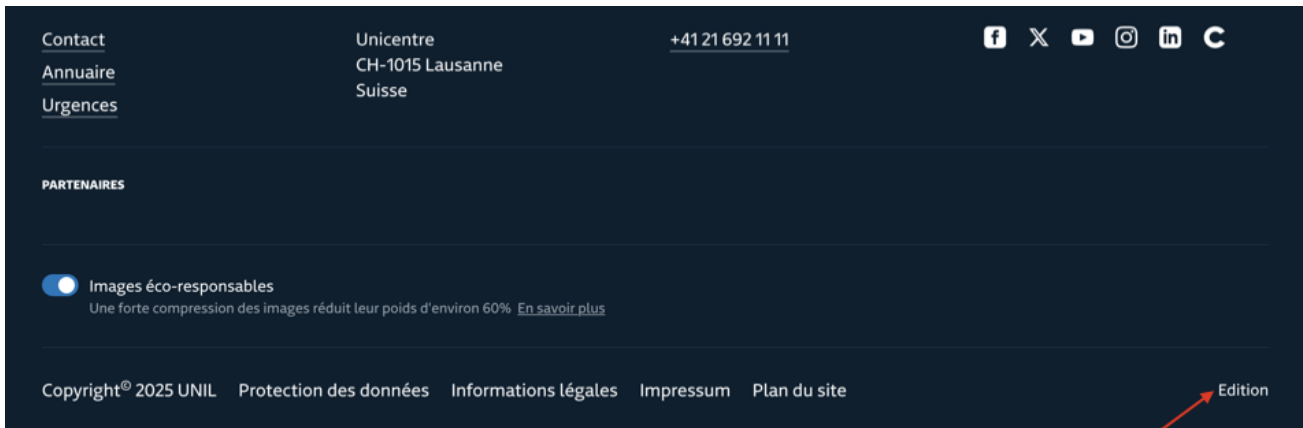 Contact
Annuaire
Urgences
Unicentre
CH-1015 Lausanne
Suisse
+41 21 692 11 11
PARTENAIRES
Images éco-responsables
Une forte compression des images réduit leur poids d'environ 60% En savoir plus
Copyright© 2025 UNIL Protection des données Informations légales Impressum Plan du site Edition